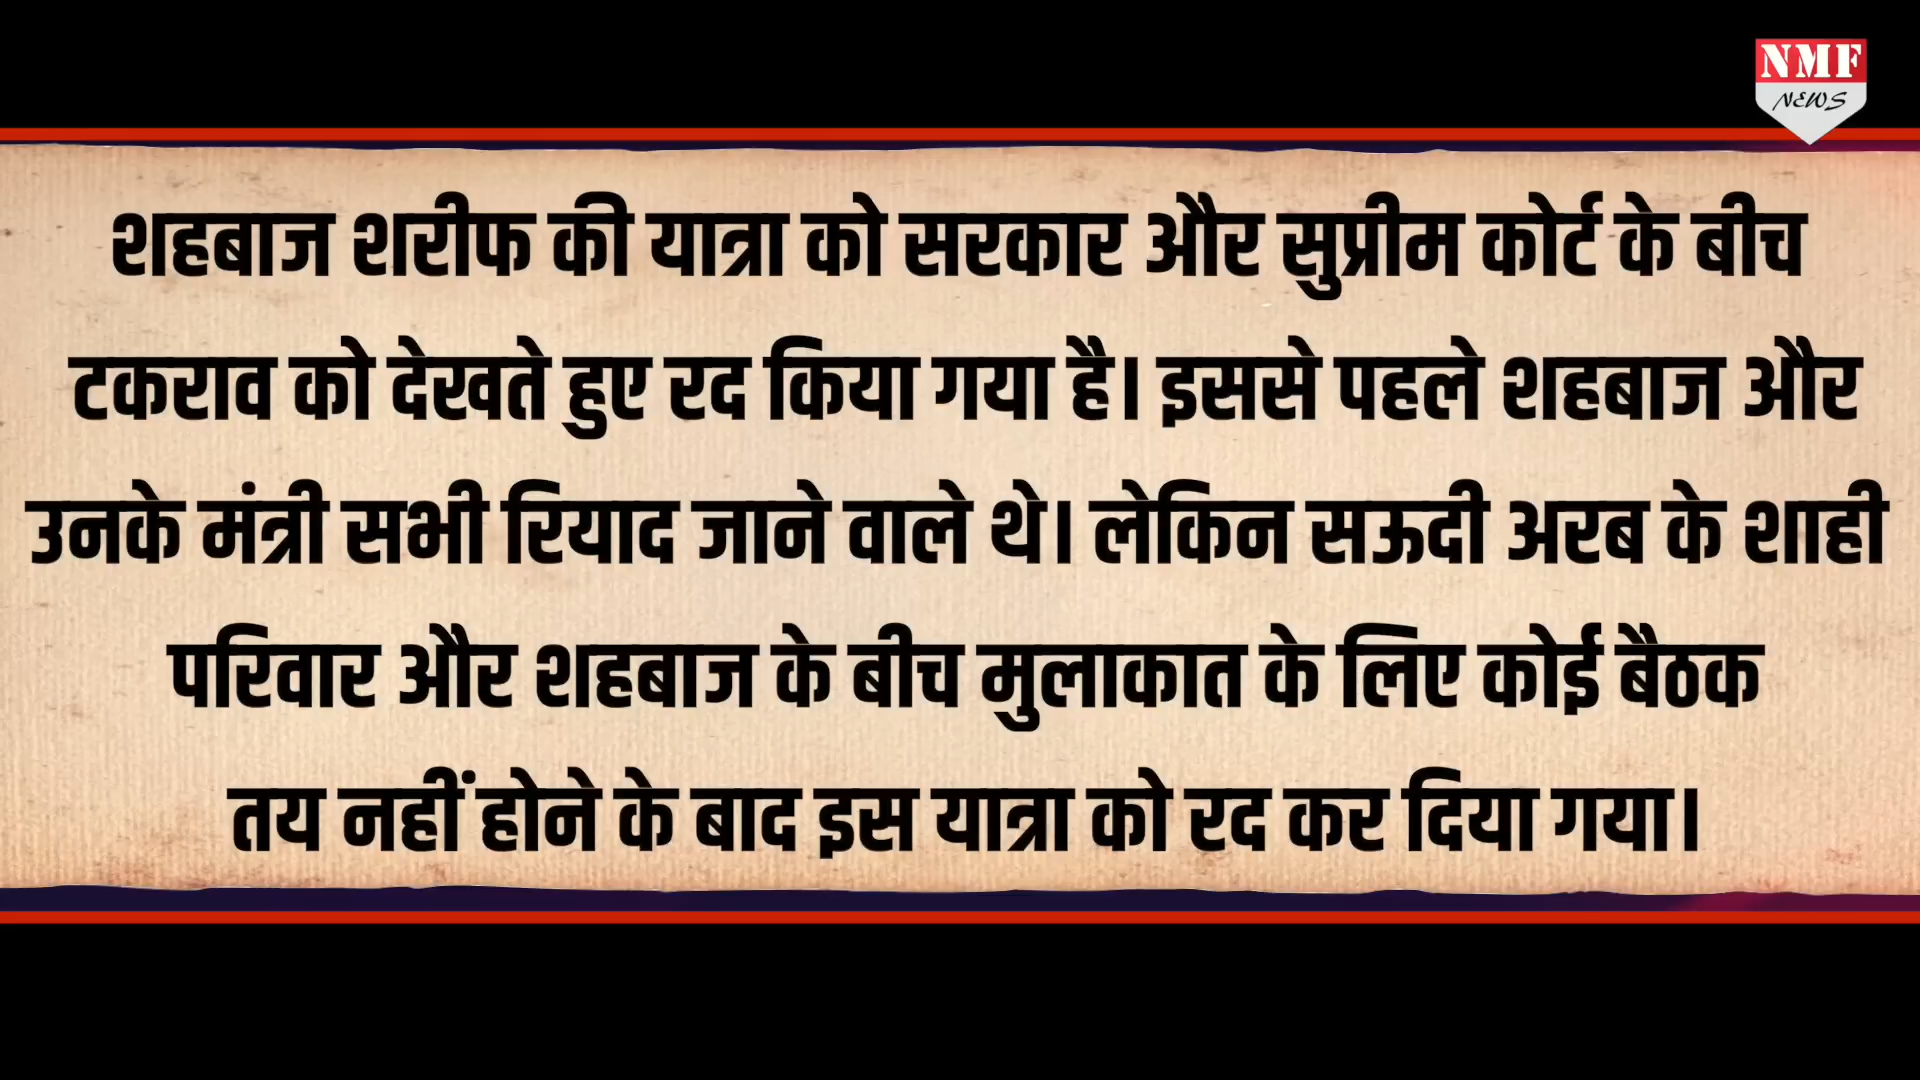 NMF
NEWS
शहबाज शरीफ की यात्रा को सरकार और सुप्रीम कोर्ट के बीच
टकराव को देखते हुए रद किया गया है। इससे पहले शहबाज और
उनके मंत्री सभी रियाद जाने वाले थे। लेकिन सऊदी अरब के शाही
परिवार और शहबाज के बीच मुलाकात के लिए कोई बैठक
तय नहीं होने के बाद इस यात्रा को रद कर दिया गया।